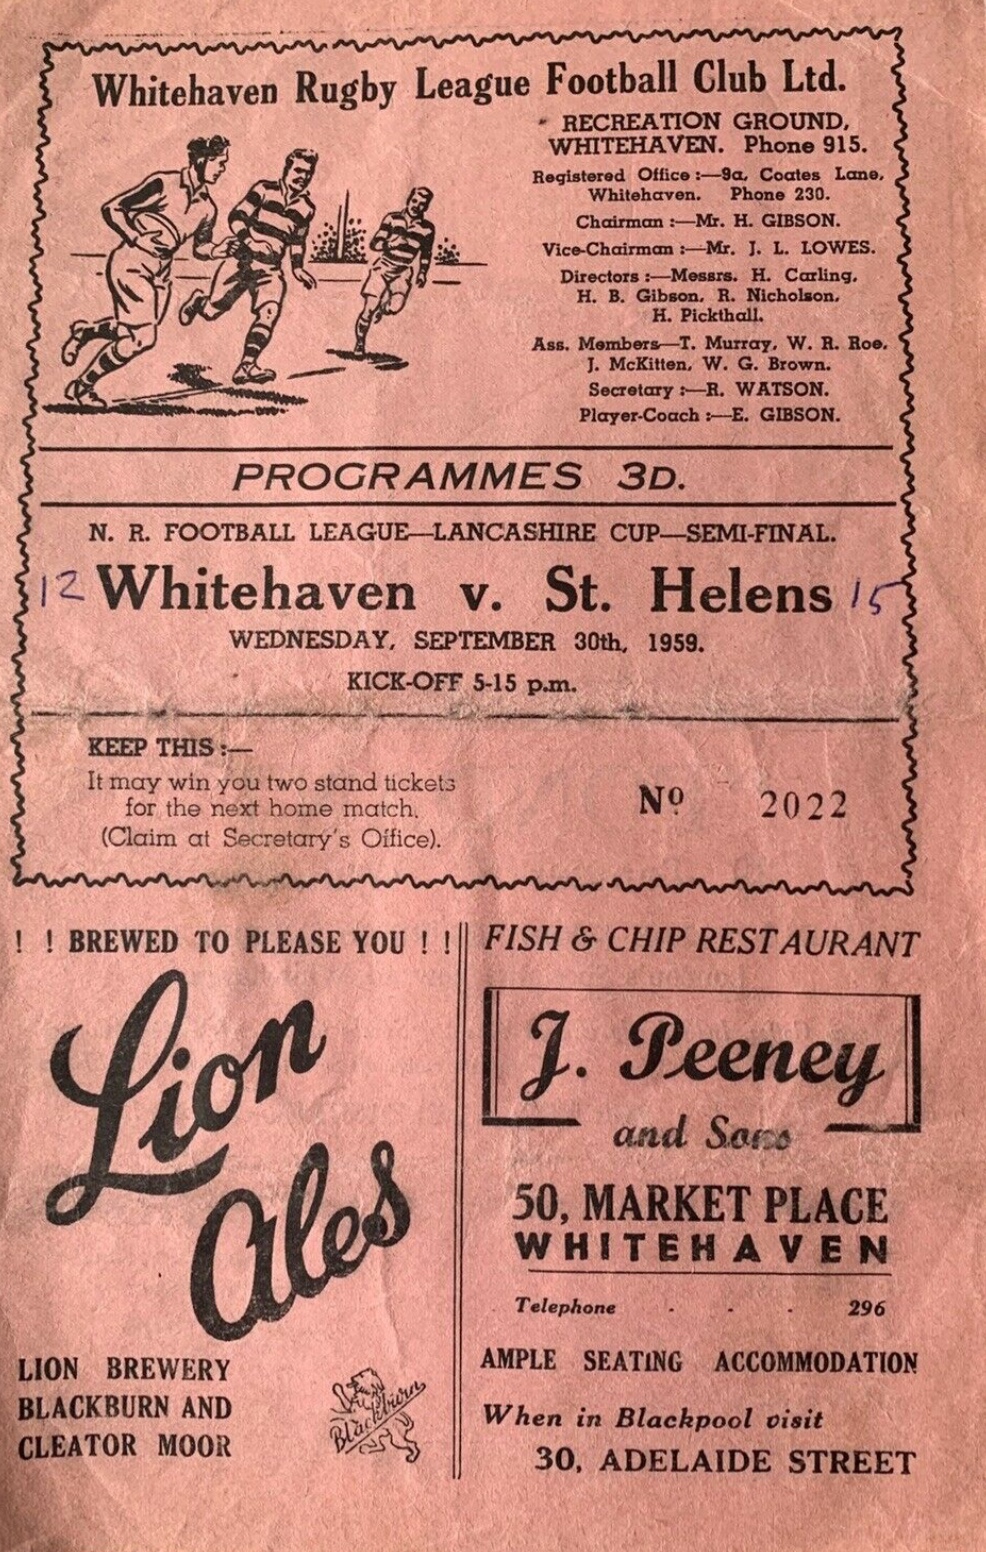 Whitehaven Rugby League Football Club Ltd.
RECREATION GROUND,
WHITEHAVEN. Phone 915.
Registered Office :—9a, Coates Lane,
Whitehaven. Phone 230.
Chairman :—Mr. H. GIBSON.
Vice-Chairman :—Mr. J. L. LOWES.
Directors :—Messrs. H. Carling,
H. B. Gibson, R. Nicholson,
H. Pickthall.
Ass. Members—T. Murray, W. R. Roe,
J. McKitten, W. G. Brown.
Secretary :—R. WATSON.
Player-Coach :—E. GIBSON.
PROGRAMMES 3D.
N. R. FOOTBALL LEAGUE—LANCASHIRE CUP—SEMI-FINAL.
12 Whitehaven v. St. Helens 15
WEDNESDAY, SEPTEMBER 30th, 1959.
KICK-OFF 5-15 p.m.
KEEP THIS :—
It may win you two stand tickets
for the next home match.
(Claim at Secretary's Office).
Nº 2022
! ! BREWED TO PLEASE YOU ! !
Lion
Ales
LION BREWERY
BLACKBURN AND
CLEATOR MOOR
Blackburn
FISH & CHIP RESTAURANT
J. Peeney
and Sons
50, MARKET PLACE
WHITEHAVEN
Telephone - - - 296
AMPLE SEATING ACCOMMODATION
When in Blackpool visit
30, ADELAIDE STREET